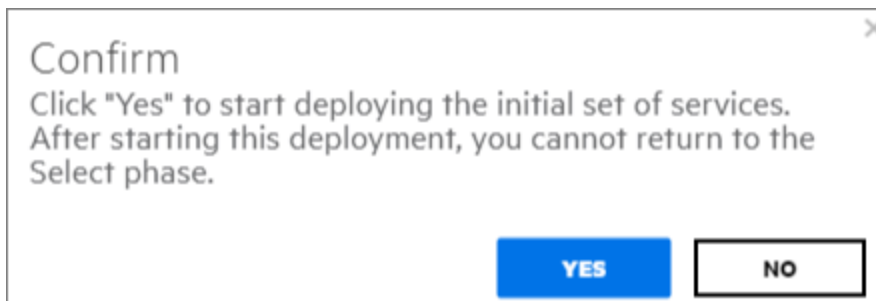 Confirm
Click "Yes" to start deploying the initial set of services.
After starting this deployment, you cannot return to the
Select phase.
YES
NO